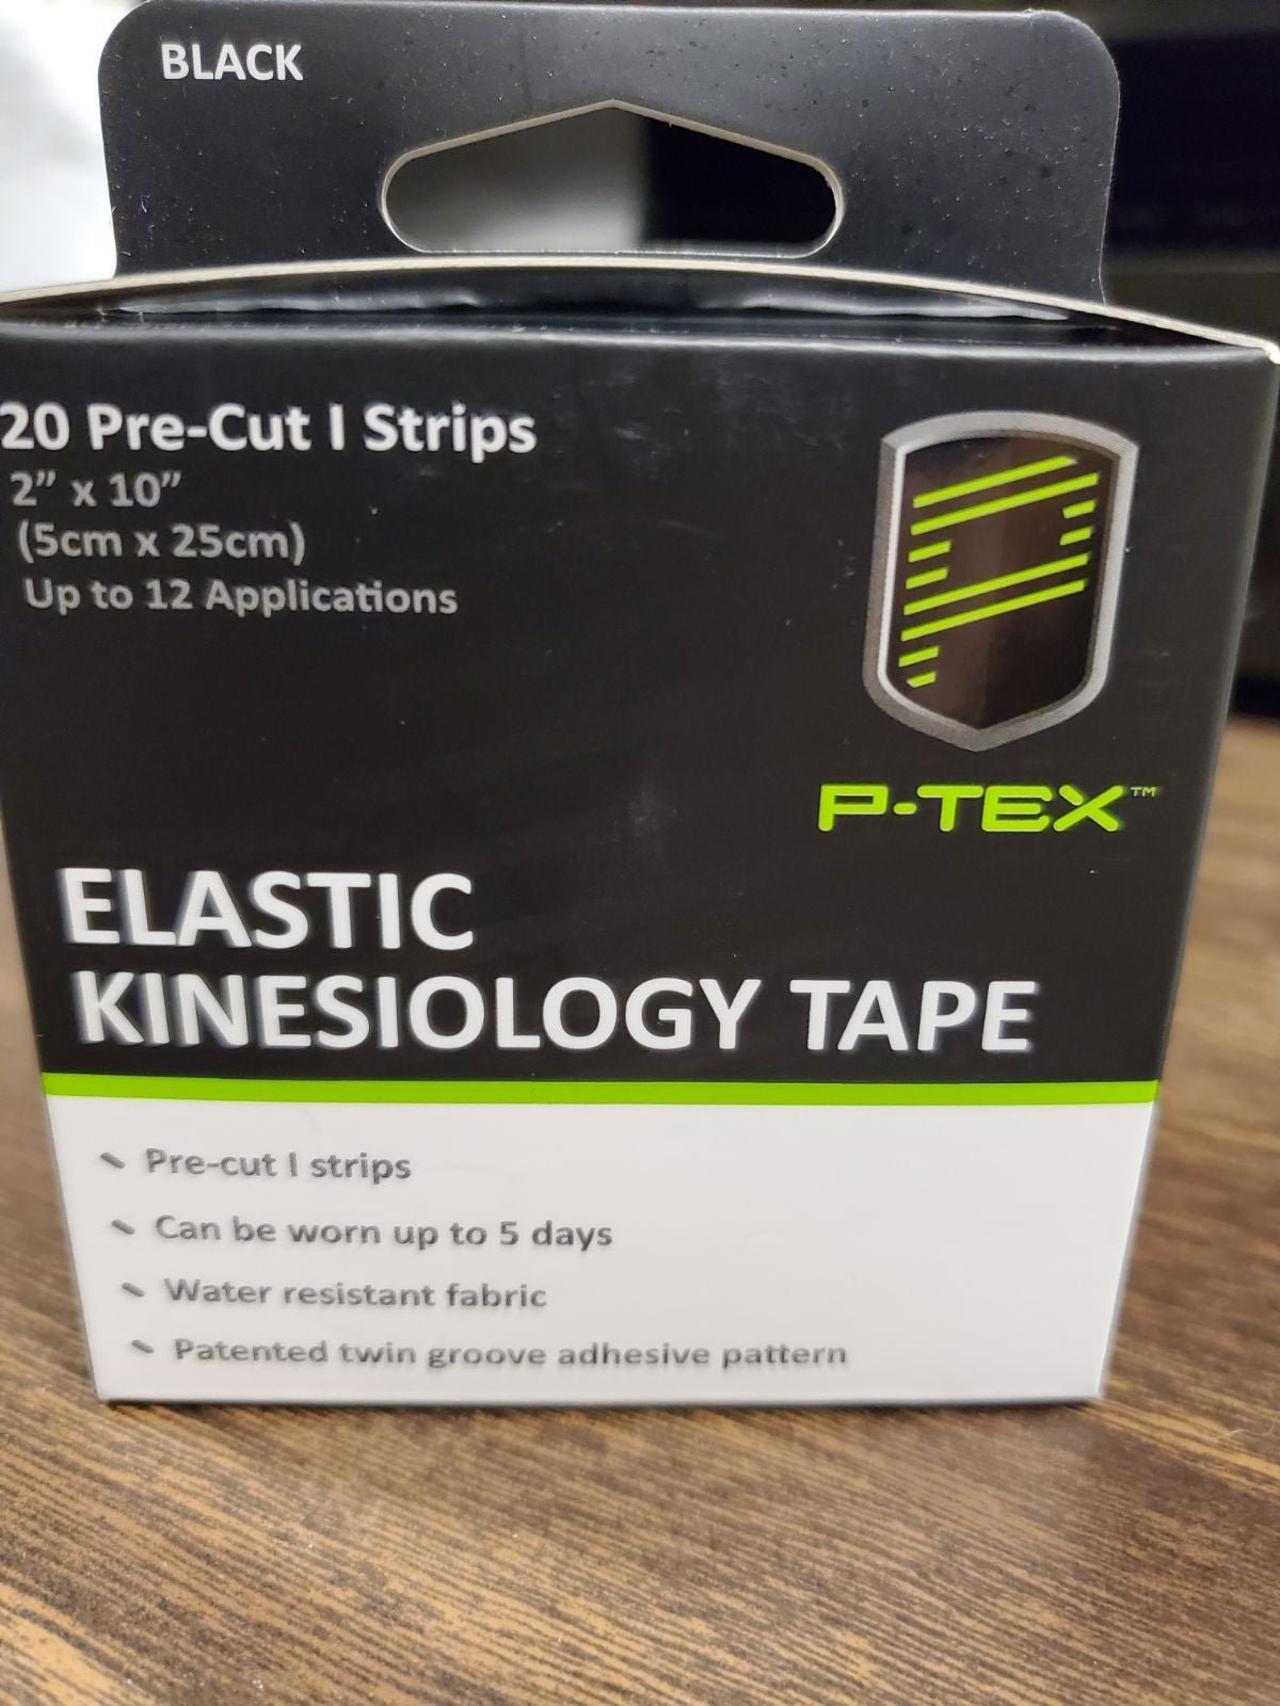 BLACK
20 Pre-Cut I Strips
2” x 10”
(5cm x 25cm)
Up to 12 Applications
P-TEX™
ELASTIC
KINESIOLOGY TAPE
Pre-cut I strips
Can be worn up to 5 days
Water resistant fabric
Patented twin groove adhesive pattern